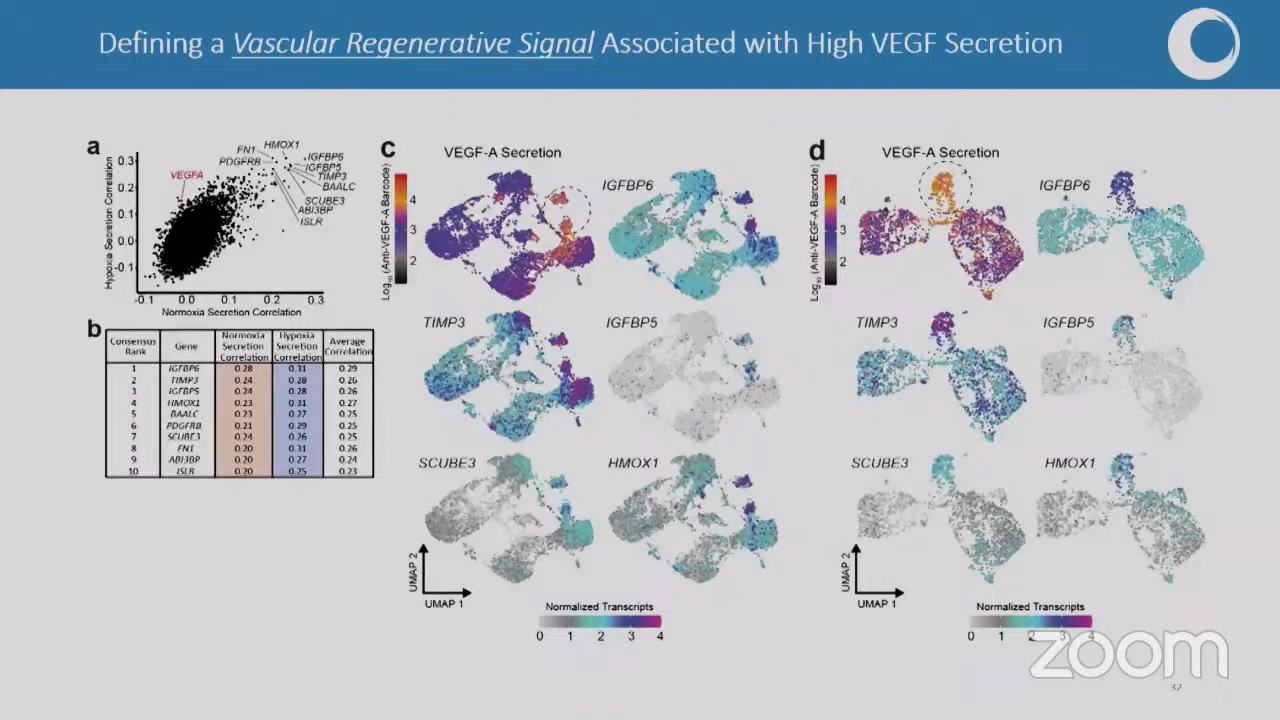 Defining a Vascular Regenerative Signal Associated with High VEGF Secretion
a
Hypoxia Secretion Correlation
0.3
0.2
0.1
0.0
-0.1
-0.1 0.0 0.1 0.2 0.3
Normoxia Secretion Correlation
VEGFA
FN1
HMOX1
PDGFRB
IGFBP6
IGFBP5
TIMP3
BAALC
SCUBE3
ABI3BP
ISLR
b
Consensus Rank Gene Normoxia Secretion Correlation Hypoxia Secretion Correlation Average Correlation
1 IGFBP6 0.28 0.31 0.29
2 TIMP3 0.24 0.28 0.26
3 IGFBP5 0.24 0.28 0.26
4 HMOX1 0.23 0.31 0.27
5 BAALC 0.23 0.27 0.25
6 PDGFRB 0.21 0.29 0.25
7 SCUBE3 0.24 0.26 0.25
8 FN1 0.20 0.31 0.26
9 ABI3BP 0.20 0.27 0.24
10 ISLR 0.20 0.25 0.23
c
VEGF-A Secretion
Log10 (Anti-VEGF-A Barcode)
4
3
2
IGFBP6
TIMP3
IGFBP5
SCUBE3
HMOX1
UMAP 2
UMAP 1
Normalized Transcripts
0 1 2 3 4
d
VEGF-A Secretion
Log10 (Anti-VEGF-A Barcode)
4
3
2
IGFBP6
TIMP3
IGFBP5
SCUBE3
HMOX1
UMAP 2
UMAP 1
Normalized Transcripts
0 1 2 3 4
zoom
32